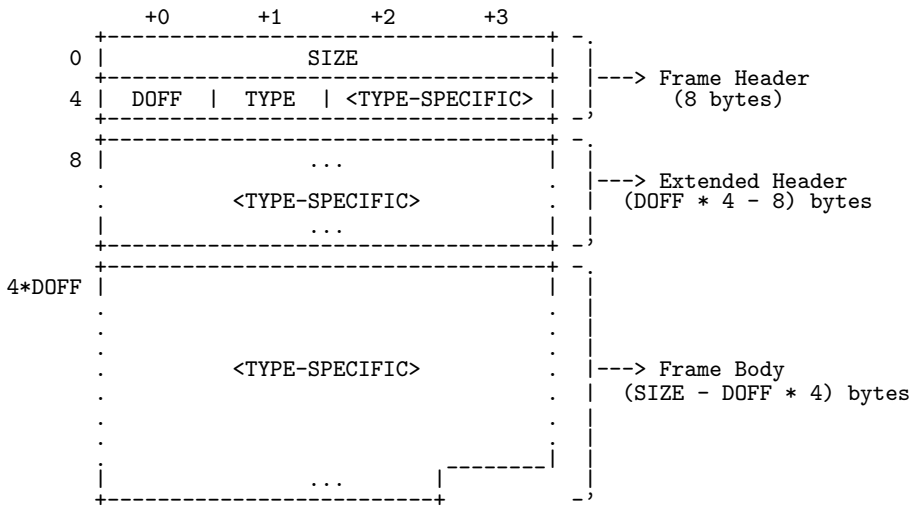 +0 +1 +2 +3
0 SIZE
---> Frame Header
4 DOFF | TYPE | <TYPE-SPECIFIC>
(8 bytes)
8 ...
---> Extended Header
<TYPE-SPECIFIC>
(DOFF * 4 - 8) bytes
...
4*DOFF
<TYPE-SPECIFIC> ---> Frame Body
(SIZE - DOFF * 4) bytes
...